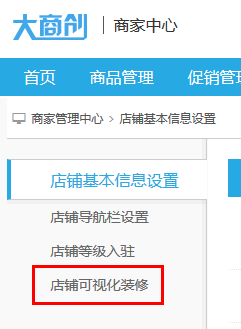 大商创 | 商家中心
首页 商品管理 促销管
商家管理中心 > 店铺基本信息设置
店铺基本信息设置
店铺导航栏设置
店铺等级入驻
店铺可视化装修